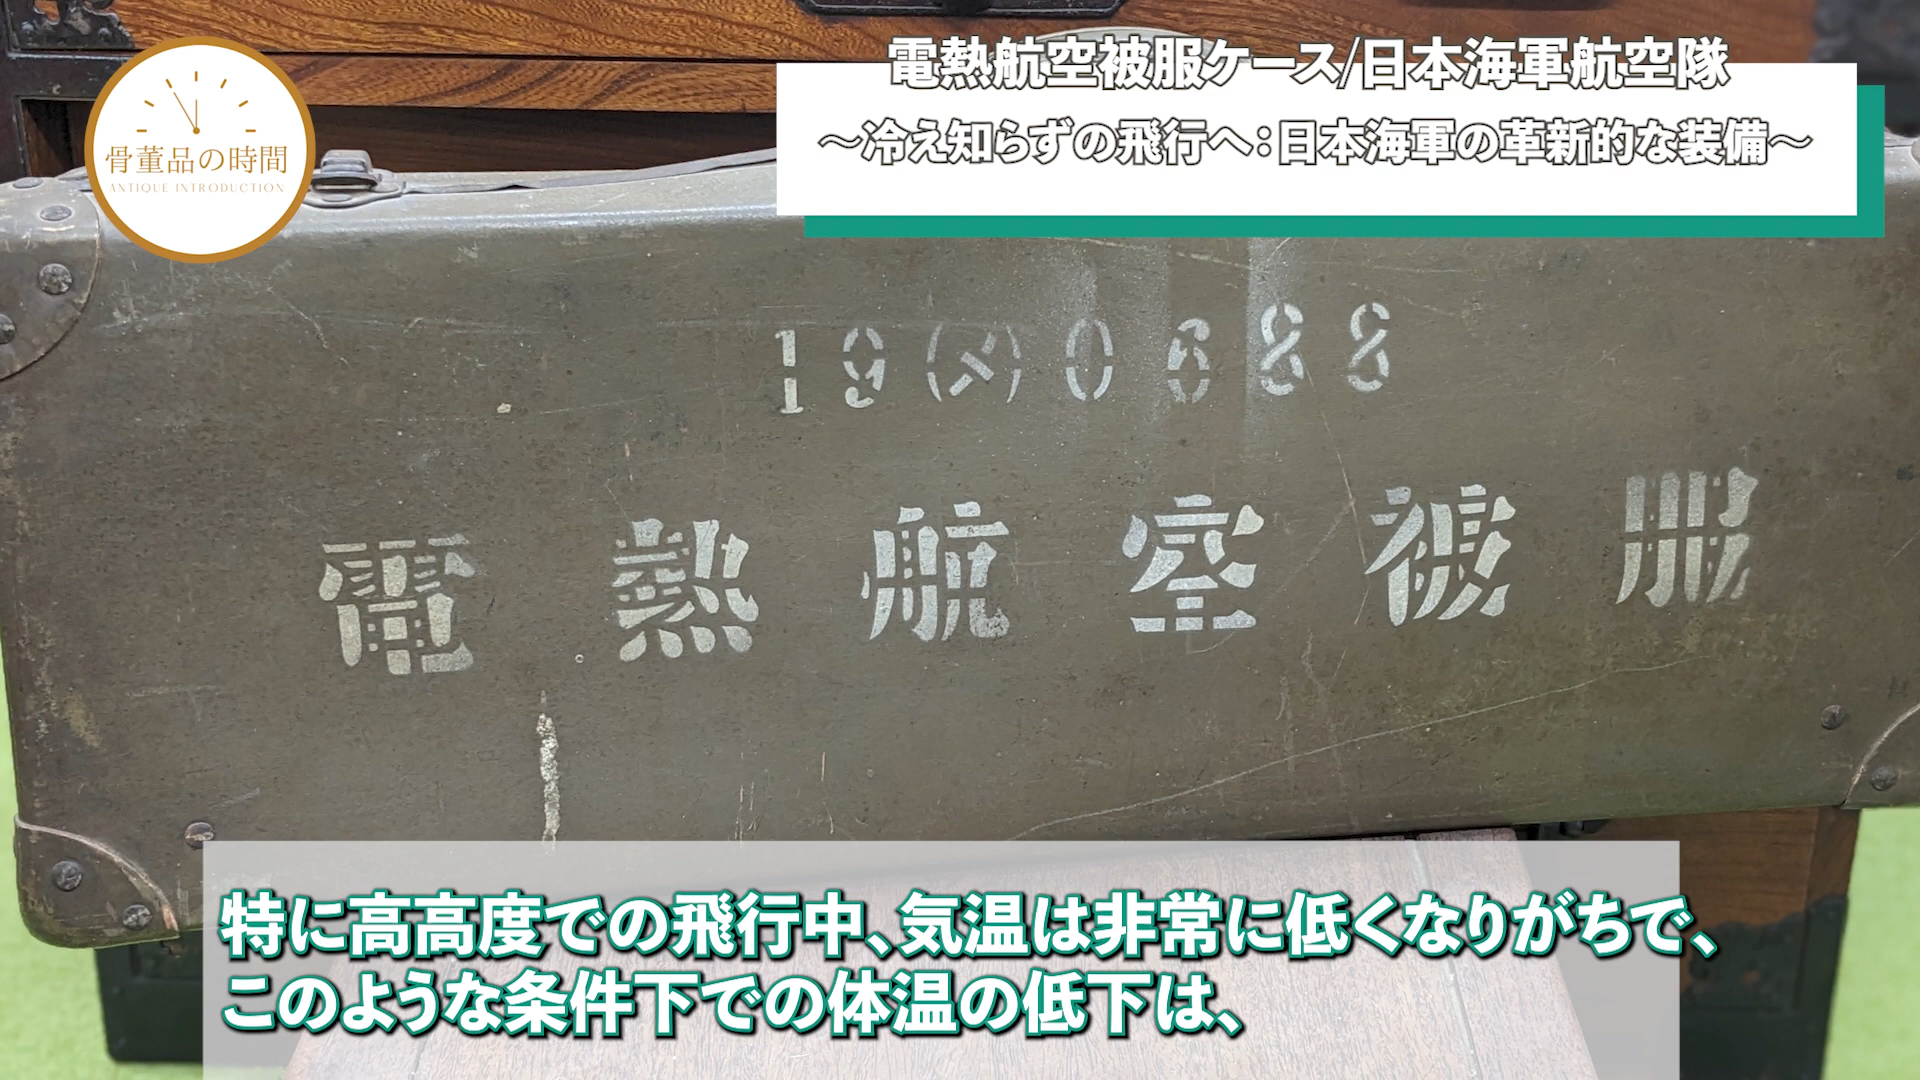 骨董品の時間
ANTIQUE INTRODUCTION
電熱航空被服ケース/日本海軍航空隊
～冷え知らずの飛行へ：日本海軍の革新的な装備～
19(メ)0688
電熱航空被服
特に高高度での飛行中、気温は非常に低くなりがちで、
このような条件下での体温の低下は、